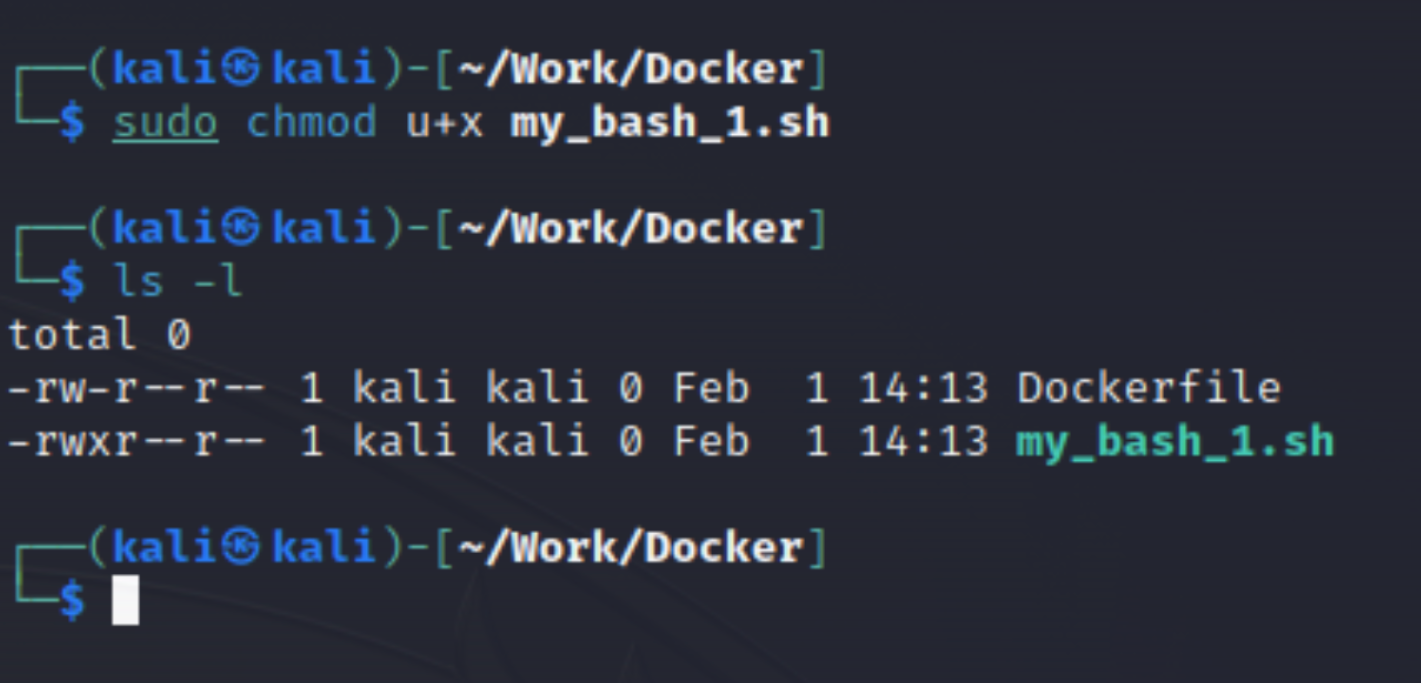 ┌──(kali㉿kali)-[~/Work/Docker]
└─$ sudo chmod u+x my_bash_1.sh
┌──(kali㉿kali)-[~/Work/Docker]
└─$ ls -l
total 0
-rw-r--r-- 1 kali kali 0 Feb  1 14:13 Dockerfile
-rwxr--r-- 1 kali kali 0 Feb  1 14:13 my_bash_1.sh
┌──(kali㉿kali)-[~/Work/Docker]
└─$